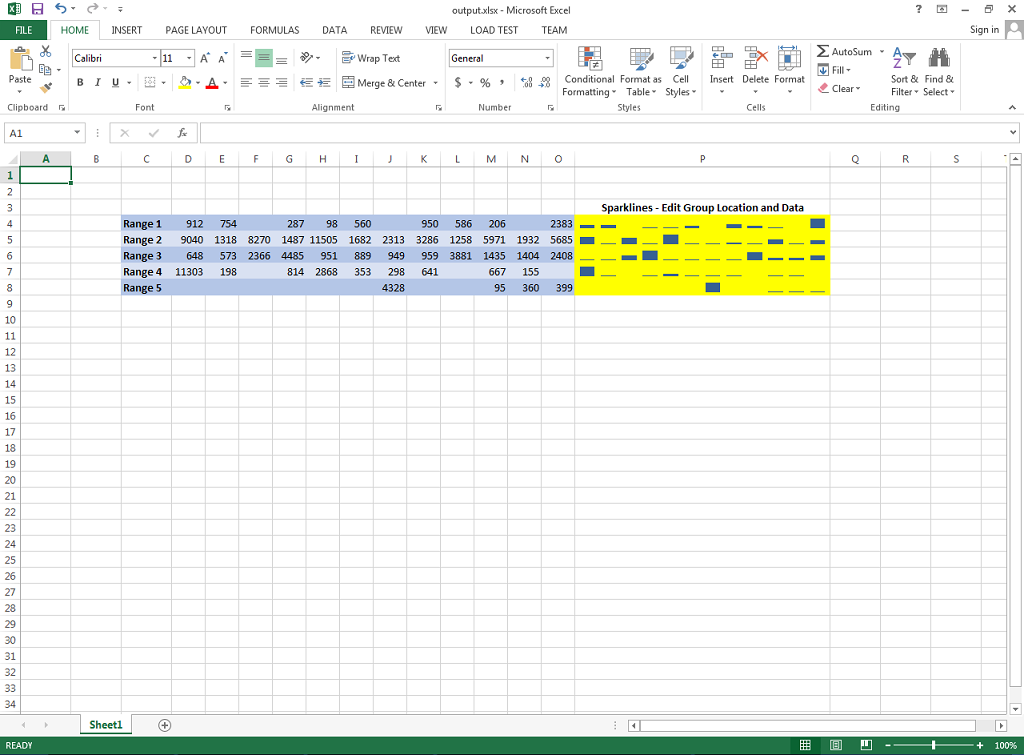 output.xlsx - Microsoft Excel
?
Sign in
FILE HOME INSERT PAGE LAYOUT FORMULAS DATA REVIEW VIEW LOAD TEST TEAM
Paste
Clipboard
Calibri 11 A A
B I U A
Font
Wrap Text
Merge & Center
Alignment
General
$ % , .00 .0
Number
Conditional Formatting
Format as Table
Cell Styles
Styles
Insert Delete Format
Cells
AutoSum
Fill
Clear
Sort & Filter
Find & Select
Editing
A1 fx
A B C D E F G H I J K L M N O P Q R S
1
2
3 Sparklines - Edit Group Location and Data
4 Range 1 912 754 287 98 560 950 586 206 2383
5 Range 2 9040 1318 8270 1487 11505 1682 2313 3286 1258 5971 1932 5685
6 Range 3 648 573 2366 4485 951 889 949 959 3881 1435 1404 2408
7 Range 4 11303 198 814 2868 353 298 641 667 155
8 Range 5 4328 95 360 399
9
10
11
12
13
14
15
16
17
18
19
20
21
22
23
24
25
26
27
28
29
30
31
32
33
34
Sheet1
READY 100%